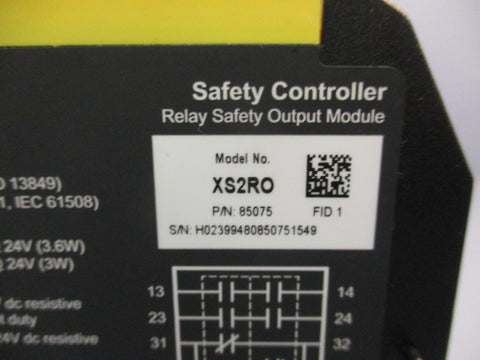 Safety Controller
Relay Safety Output Module
Model No.
XS2RO
P/N: 85075 FID 1
S/N: H02399480850751549
13849)
1, IEC 61508)
24V (3.6W)
24V (3W)
dc resistive
duty
24V dc resistive
13 14
23 24
31 32